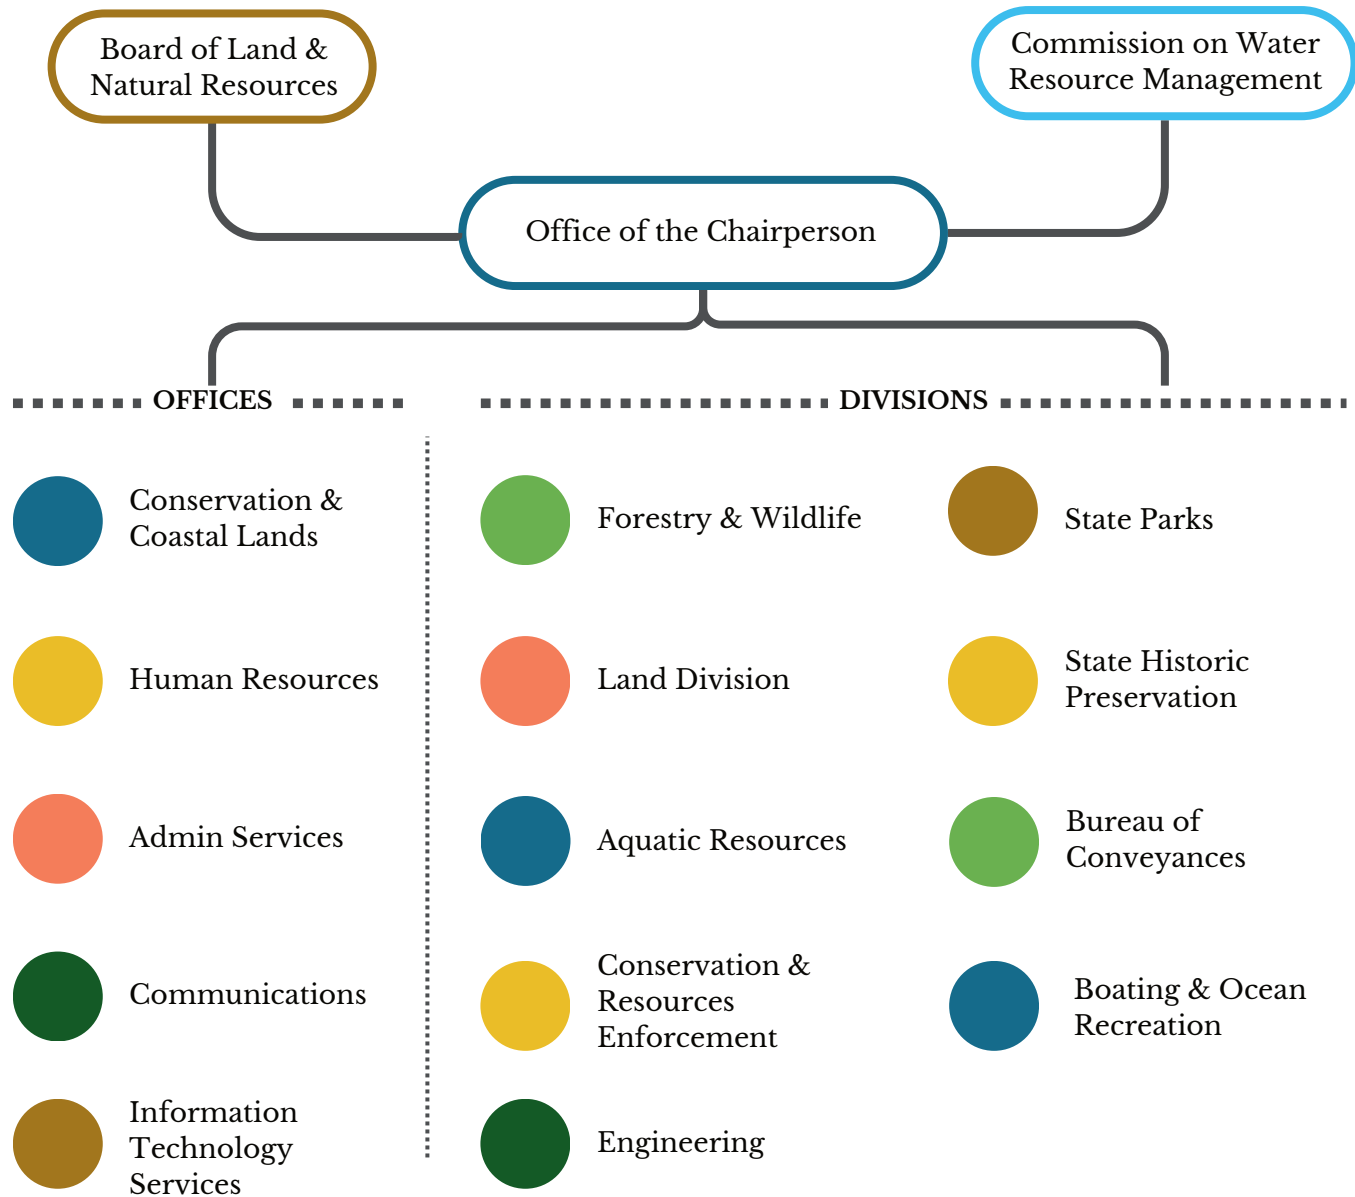 Board of Land &
Natural Resources
Commission on Water
Resource Management
Office of the Chairperson
OFFICES
DIVISIONS
Conservation &
Coastal Lands
Human Resources
Admin Services
Communications
Information
Technology
Services
Forestry & Wildlife
Land Division
Aquatic Resources
Conservation &
Resources
Enforcement
Engineering
State Parks
State Historic
Preservation
Bureau of
Conveyances
Boating & Ocean
Recreation